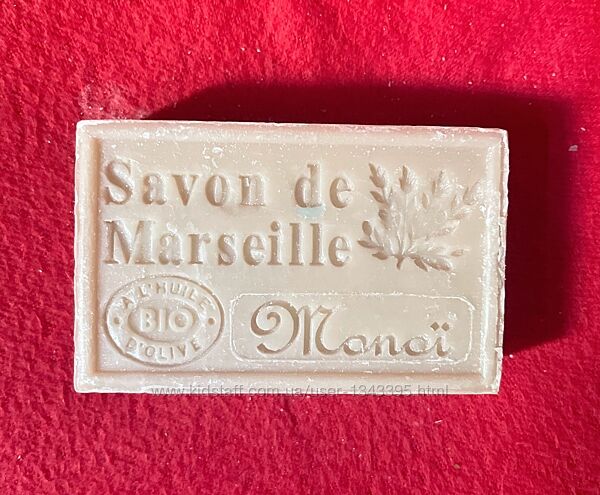 Savon de
Marseille
À L'HUILE
BIO
D'OLIVE
Monoï
www.kidstaff.com.ua/user-1343395.html